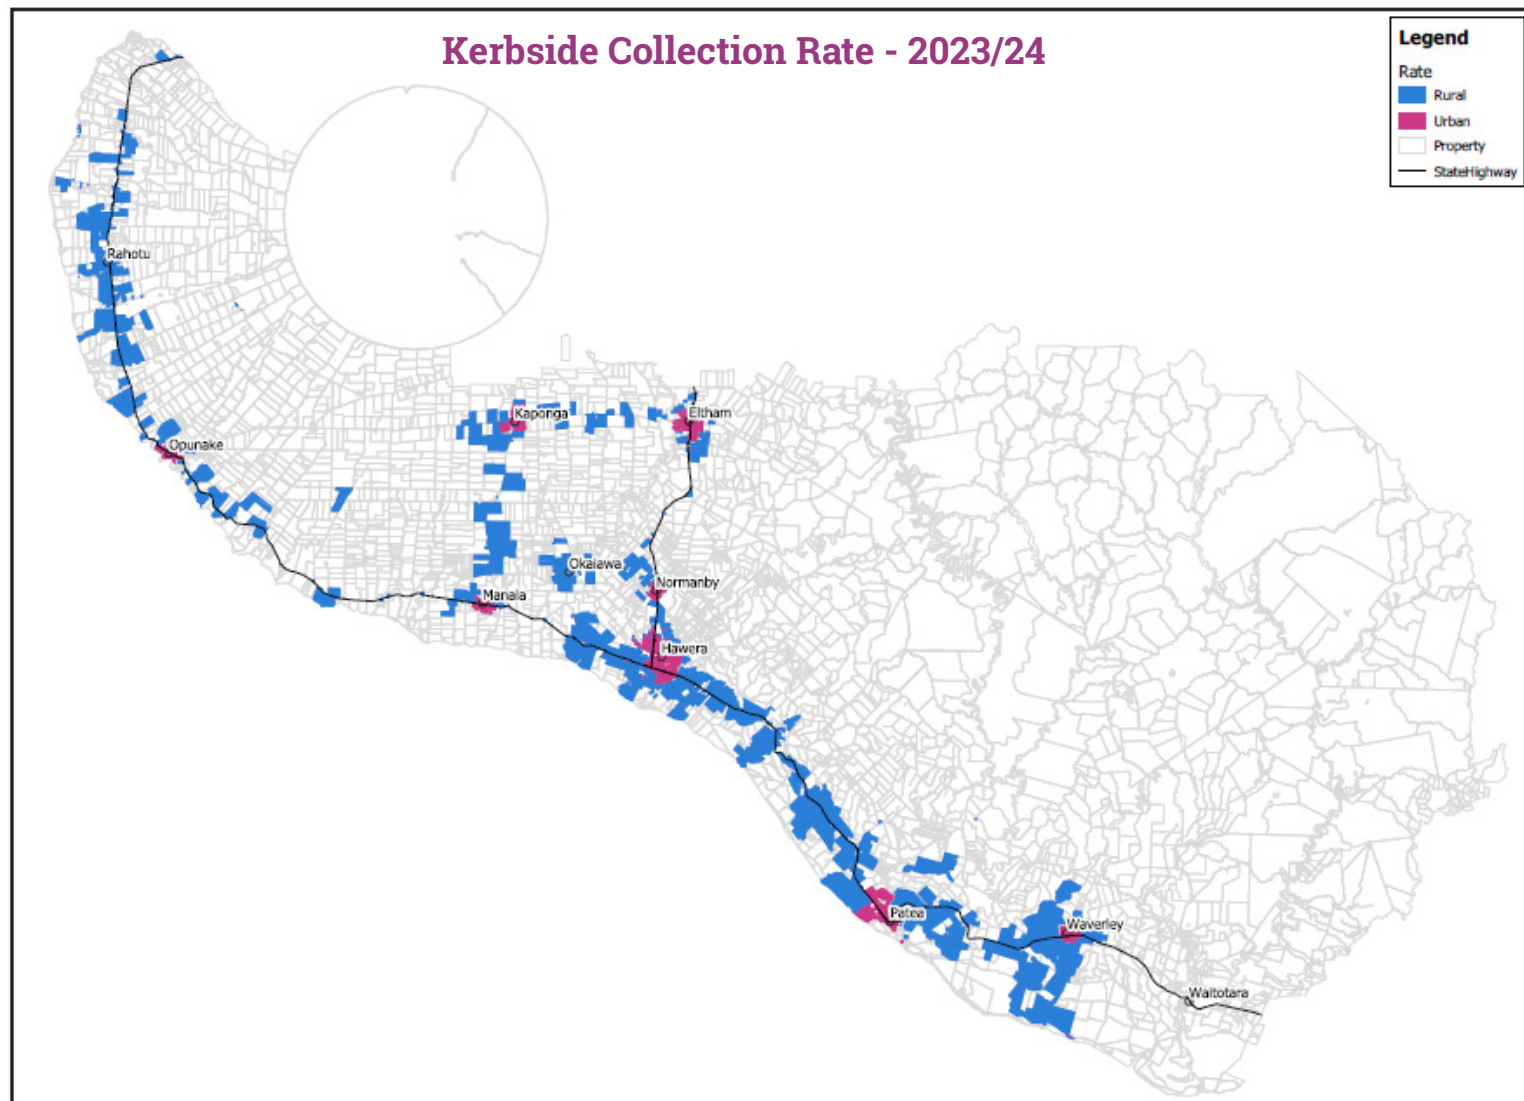 Kerbside Collection Rate - 2023/24
Legend
Rate
Rural
Urban
Property
StateHighway
Rahotu
Opunake
Kaponga
Eltham
Okaiawa
Normanby
Manaia
Hawera
Patea
Waverley
Waitotara